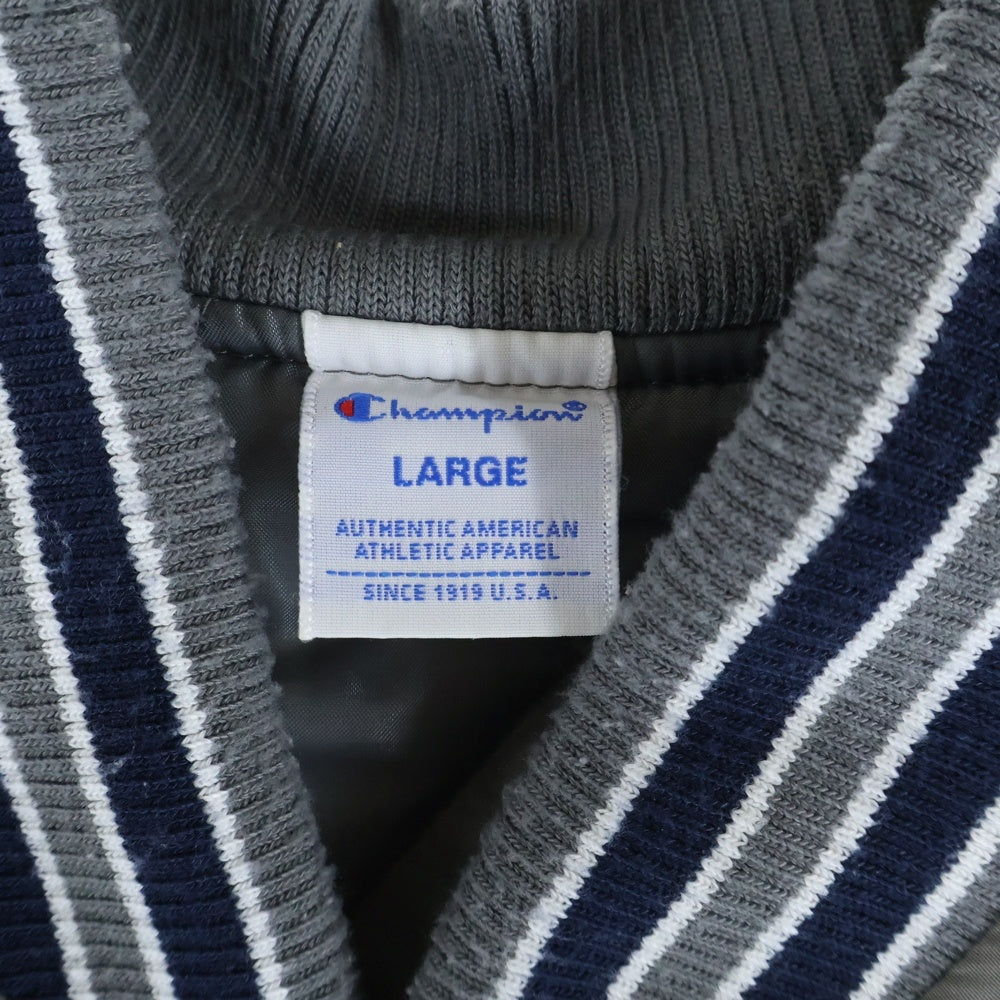 Champion®
LARGE
AUTHENTIC AMERICAN
ATHLETIC APPAREL
SINCE 1919 U.S.A.